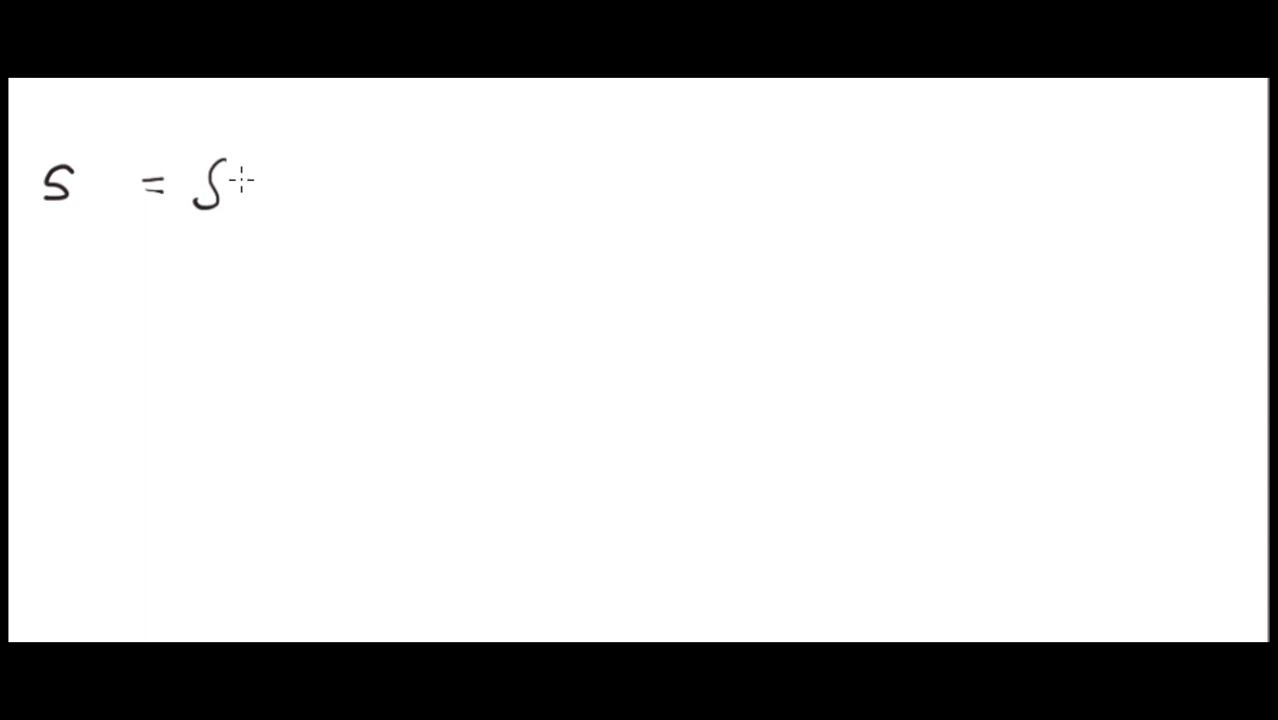 S = ∫